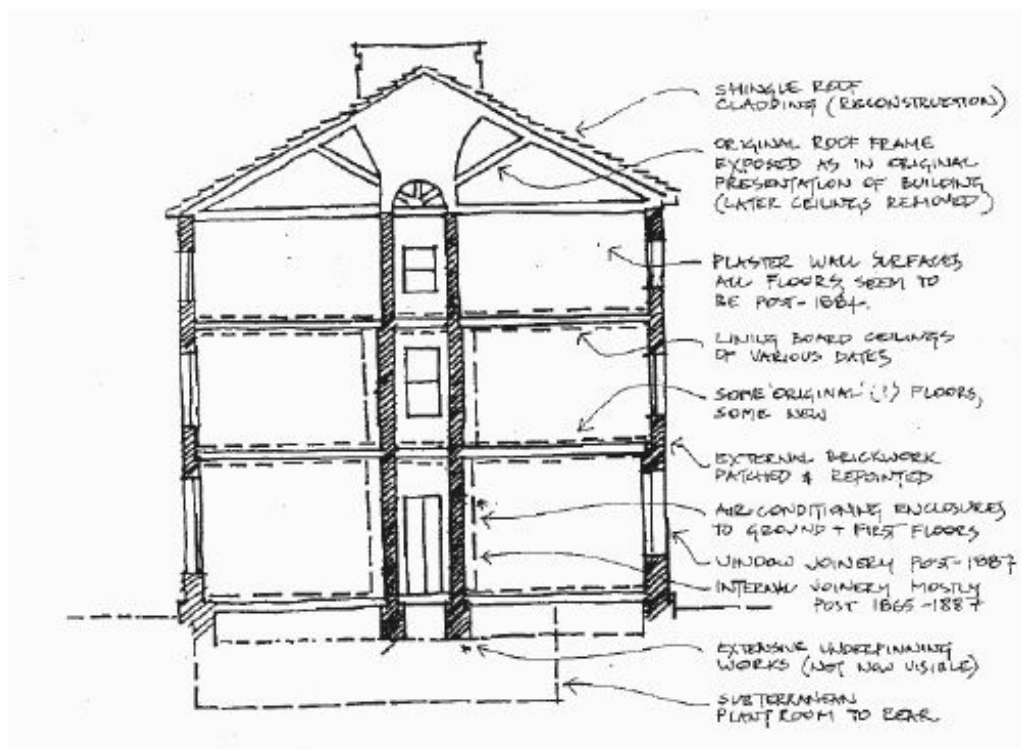 SHINGLE ROOF
CLADDING (RECONSTRUCTION)
ORIGINAL ROOF FRAME
EXPOSED AS IN ORIGINAL
PRESENTATION OF BUILDING
(LATER CEILINGS REMOVED)
PLASTER WALL SURFACES,
ALL FLOORS, SEEM TO
BE POST-1884.
LINING BOARD CEILINGS
OF VARIOUS DATES
SOME 'ORIGINAL' (?) FLOORS,
SOME NEW
EXTERNAL BRICKWORK
PATCHED & REPOINTED
AIR CONDITIONING ENCLOSURES
TO GROUND + FIRST FLOORS
WINDOW JOINERY POST-1887
INTERNAL JOINERY MOSTLY
POST 1865-1887
EXTENSIVE UNDERPINNING
WORKS (NOT NOW VISIBLE)
SUBTERRANEAN
PLANT ROOM TO REAR